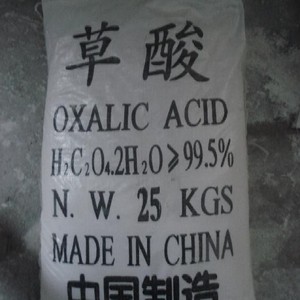 草酸
OXALIC ACID
H₂C₂O₄.2H₂O⩾99.5%
N. W. 25 KGS
MADE IN CHINA
中国制造